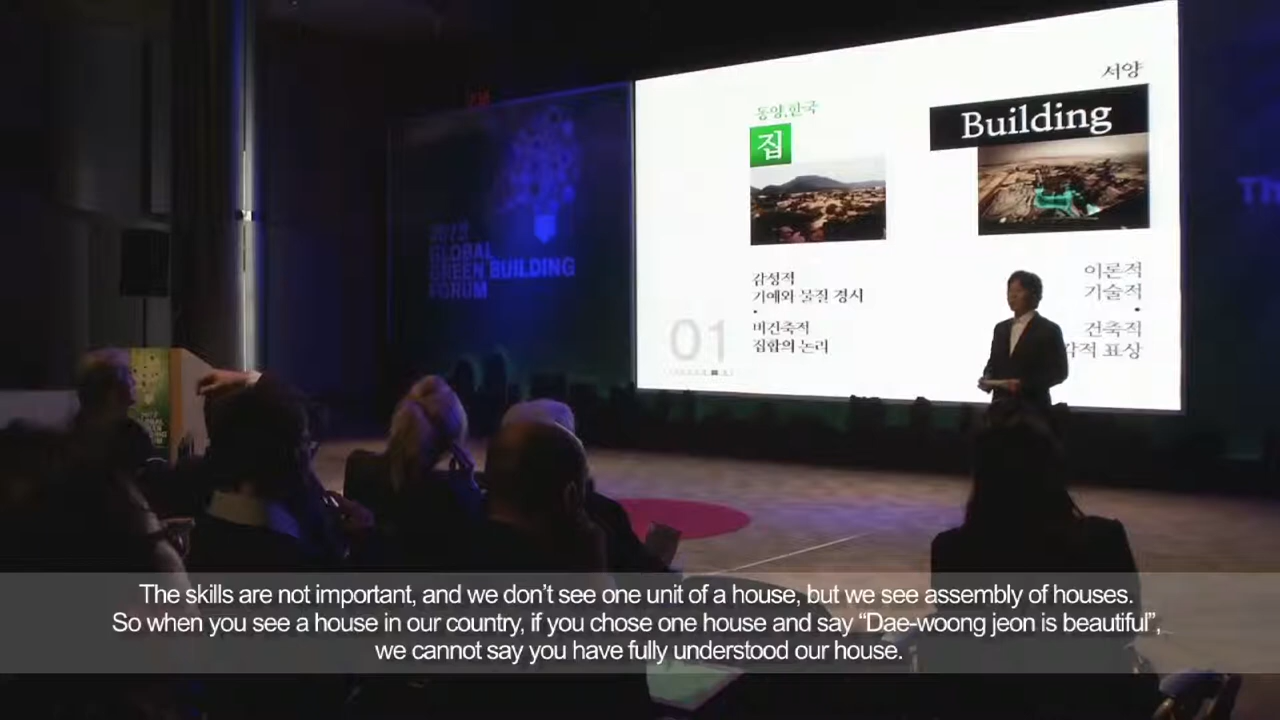 서양
Building
동양,한국
집
감성적
기예와 물질 경시
비건축적
집합의 논리
이론적
기술적
건축적
각적 표상
01
GLOBAL
GREEN BUILDING
FORUM
The skills are not important, and we don't see one unit of a house, but we see assembly of houses.
So when you see a house in our country, if you chose one house and say “Dae-woong jeon is beautiful”,
we cannot say you have fully understood our house.